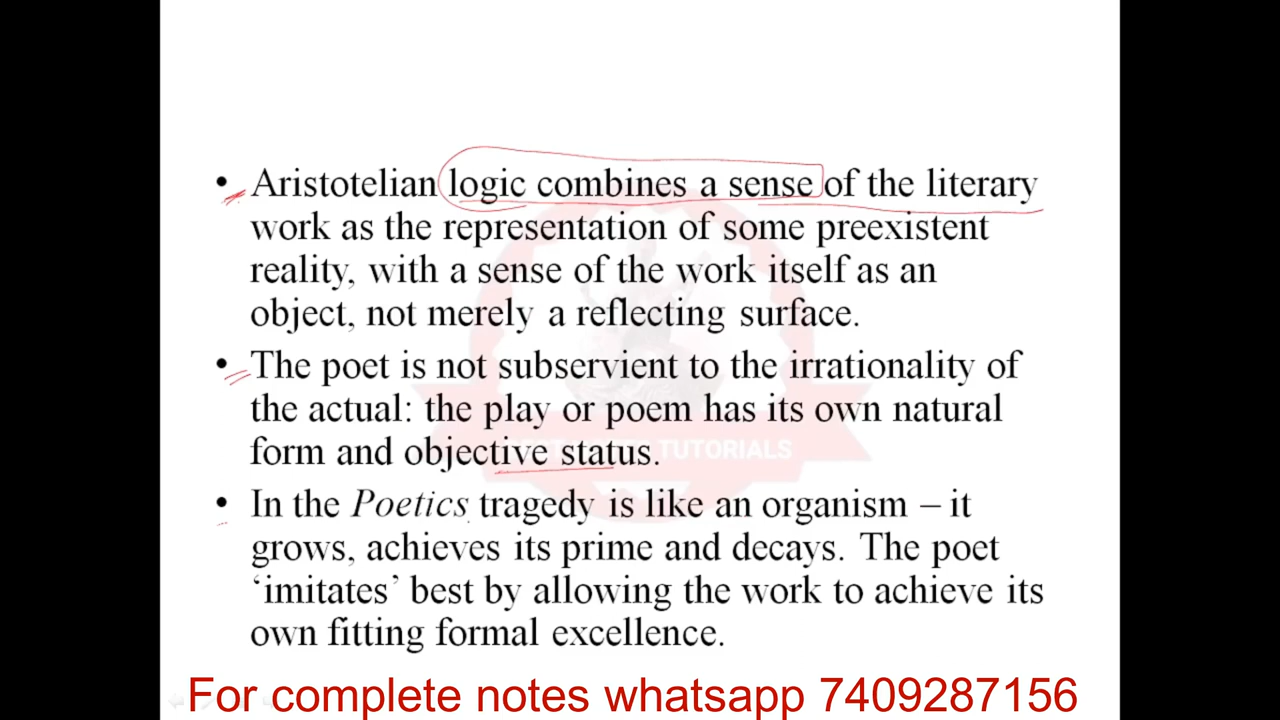 • Aristotelian logic combines a sense of the literary
work as the representation of some preexistent
reality, with a sense of the work itself as an
object, not merely a reflecting surface.
• The poet is not subservient to the irrationality of
the actual: the play or poem has its own natural
form and objective status.
TUTORIALS
• In the Poetics tragedy is like an organism – it
grows, achieves its prime and decays. The poet
‘imitates’ best by allowing the work to achieve its
own fitting formal excellence.
For complete notes whatsapp 7409287156